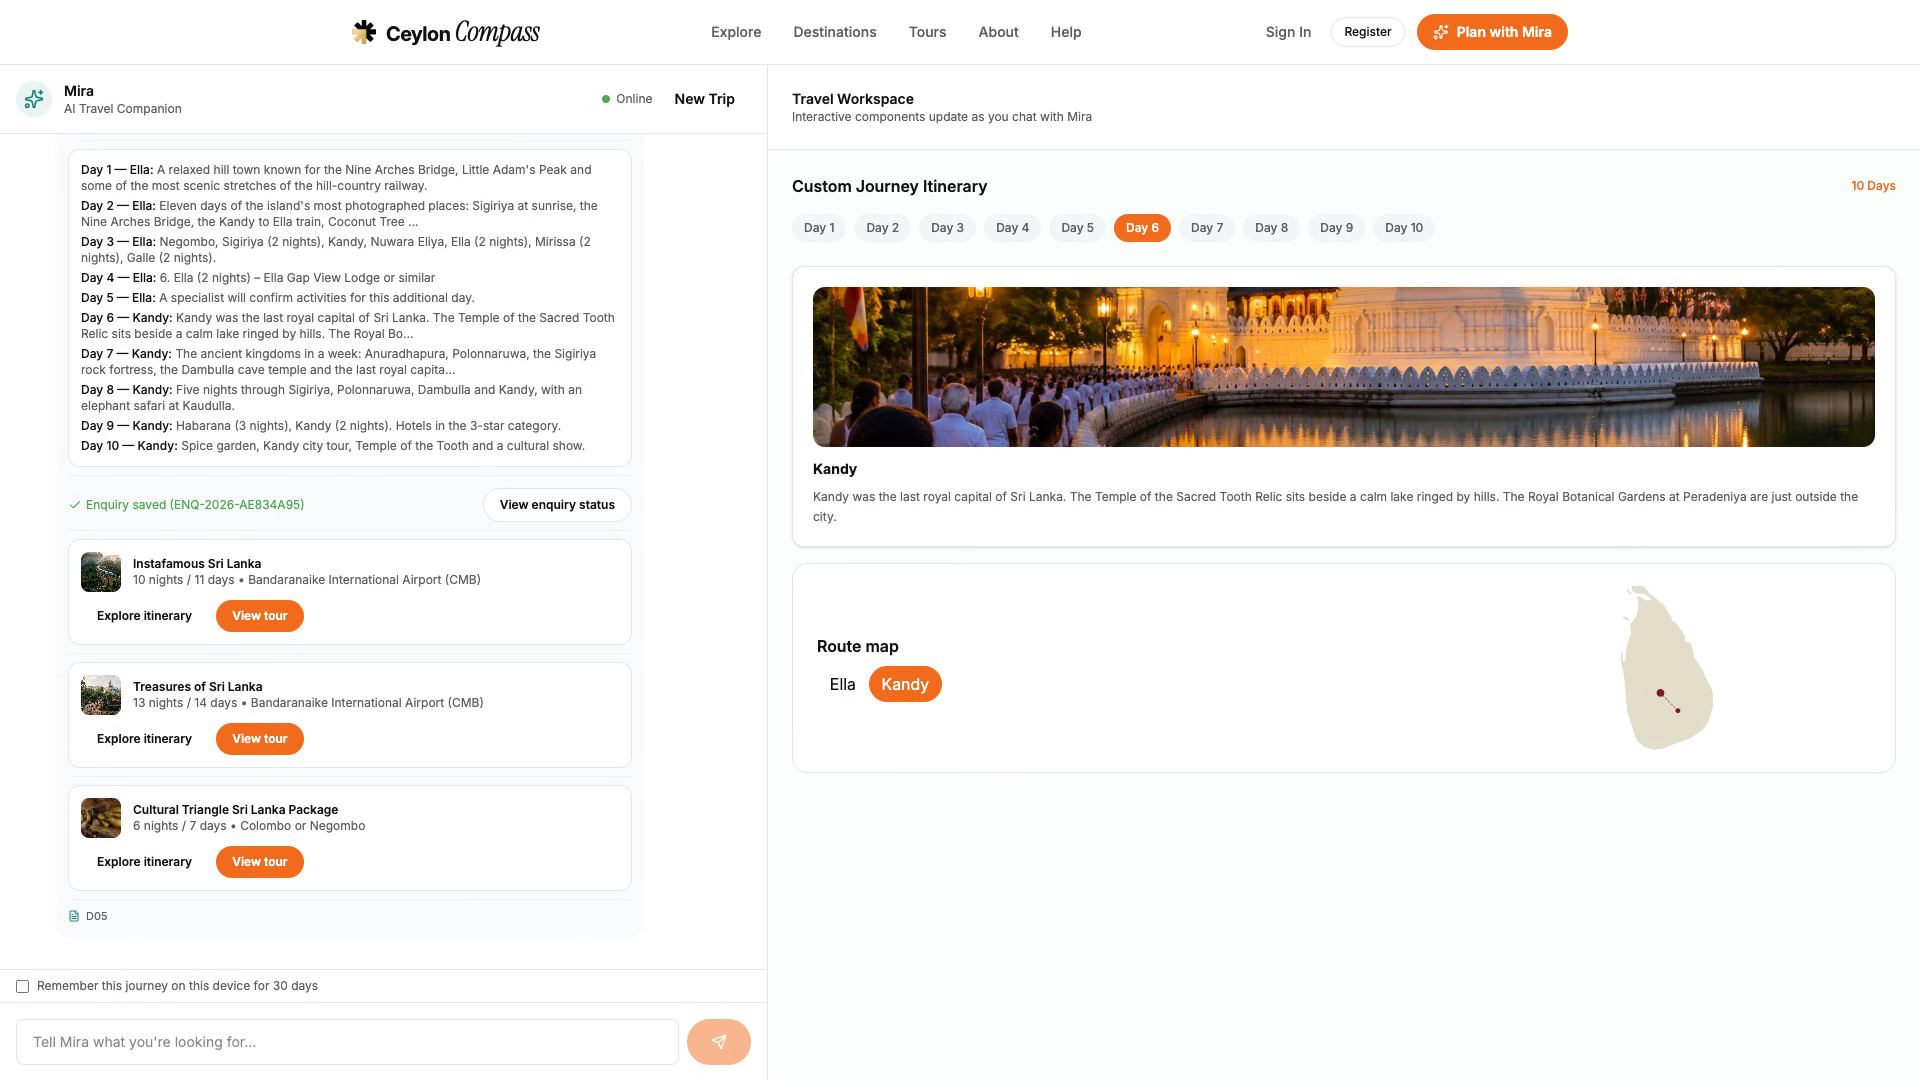 Ceylon Compass
Explore
Destinations
Tours
About
Help
Sign In
Register
Plan with Mira
Mira
AI Travel Companion
Online
New Trip
Day 1 — Ella: A relaxed hill town known for the Nine Arches Bridge, Little Adam's Peak and
some of the most scenic stretches of the hill-country railway.
Day 2 — Ella: Eleven days of the island's most photographed places: Sigiriya at sunrise, the
Nine Arches Bridge, the Kandy to Ella train, Coconut Tree ...
Day 3 — Ella: Negombo, Sigiriya (2 nights), Kandy, Nuwara Eliya, Ella (2 nights), Mirissa (2
nights), Galle (2 nights).
Day 4 — Ella: 6. Ella (2 nights) – Ella Gap View Lodge or similar
Day 5 — Ella: A specialist will confirm activities for this additional day.
Day 6 — Kandy: Kandy was the last royal capital of Sri Lanka. The Temple of the Sacred Tooth
Relic sits beside a calm lake ringed by hills. The Royal Bo...
Day 7 — Kandy: The ancient kingdoms in a week: Anuradhapura, Polonnaruwa, the Sigiriya
rock fortress, the Dambulla cave temple and the last royal capita...
Day 8 — Kandy: Five nights through Sigiriya, Polonnaruwa, Dambulla and Kandy, with an
elephant safari at Kaudulla.
Day 9 — Kandy: Habarana (3 nights), Kandy (2 nights). Hotels in the 3-star category.
Day 10 — Kandy: Spice garden, Kandy city tour, Temple of the Tooth and a cultural show.
Enquiry saved (ENQ-2026-AE834A95)
View enquiry status
Instafamous Sri Lanka
10 nights / 11 days • Bandaranaike International Airport (CMB)
Explore itinerary
View tour
Treasures of Sri Lanka
13 nights / 14 days • Bandaranaike International Airport (CMB)
Explore itinerary
View tour
Cultural Triangle Sri Lanka Package
6 nights / 7 days • Colombo or Negombo
Explore itinerary
View tour
D05
Remember this journey on this device for 30 days
Tell Mira what you're looking for...
Travel Workspace
Interactive components update as you chat with Mira
Custom Journey Itinerary
10 Days
Day 1
Day 2
Day 3
Day 4
Day 5
Day 6
Day 7
Day 8
Day 9
Day 10
Kandy
Kandy was the last royal capital of Sri Lanka. The Temple of the Sacred Tooth Relic sits beside a calm lake ringed by hills. The Royal Botanical Gardens at Peradeniya are just outside the
city.
Route map
Ella
Kandy